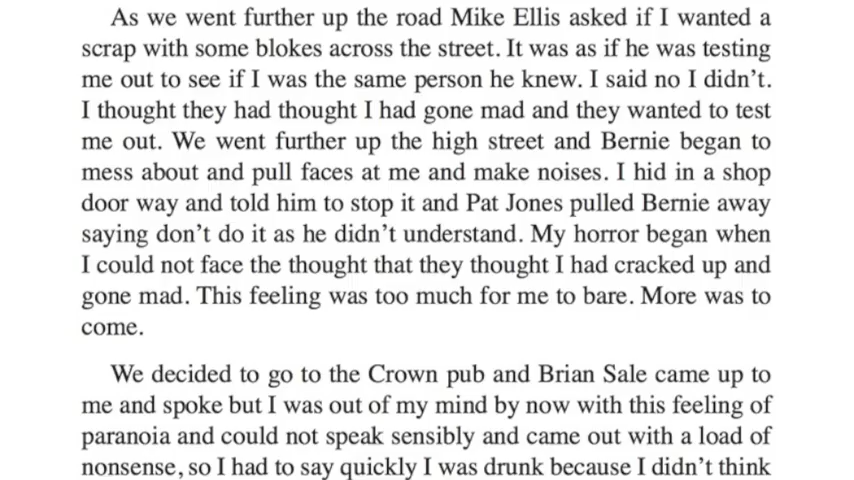 As we went further up the road Mike Ellis asked if I wanted a
scrap with some blokes across the street. It was as if he was testing
me out to see if I was the same person he knew. I said no I didn’t.
I thought they had thought I had gone mad and they wanted to test
me out. We went further up the high street and Bernie began to
mess about and pull faces at me and make noises. I hid in a shop
door way and told him to stop it and Pat Jones pulled Bernie away
saying don’t do it as he didn’t understand. My horror began when
I could not face the thought that they thought I had cracked up and
gone mad. This feeling was too much for me to bare. More was to
come.
We decided to go to the Crown pub and Brian Sale came up to
me and spoke but I was out of my mind by now with this feeling of
paranoia and could not speak sensibly and came out with a load of
nonsense, so I had to say quickly I was drunk because I didn’t think